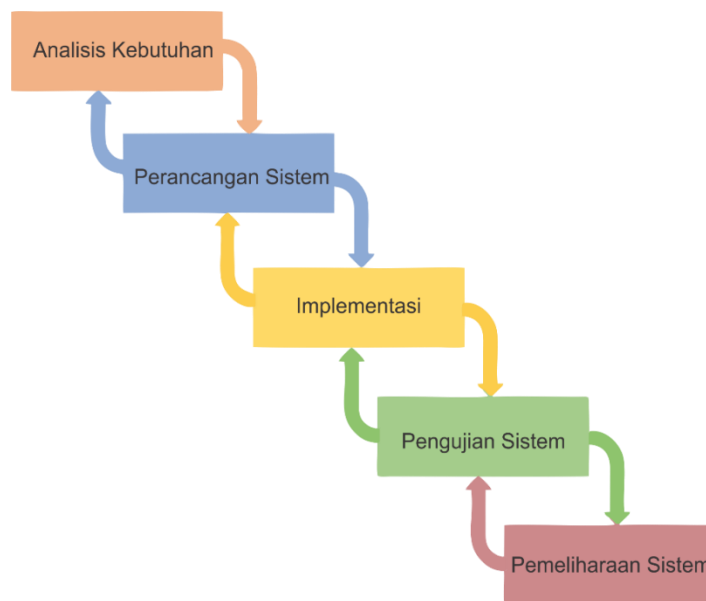 Analisis Kebutuhan
Perancangan Sistem
Implementasi
Pengujian Sistem
Pemeliharaan Sistem